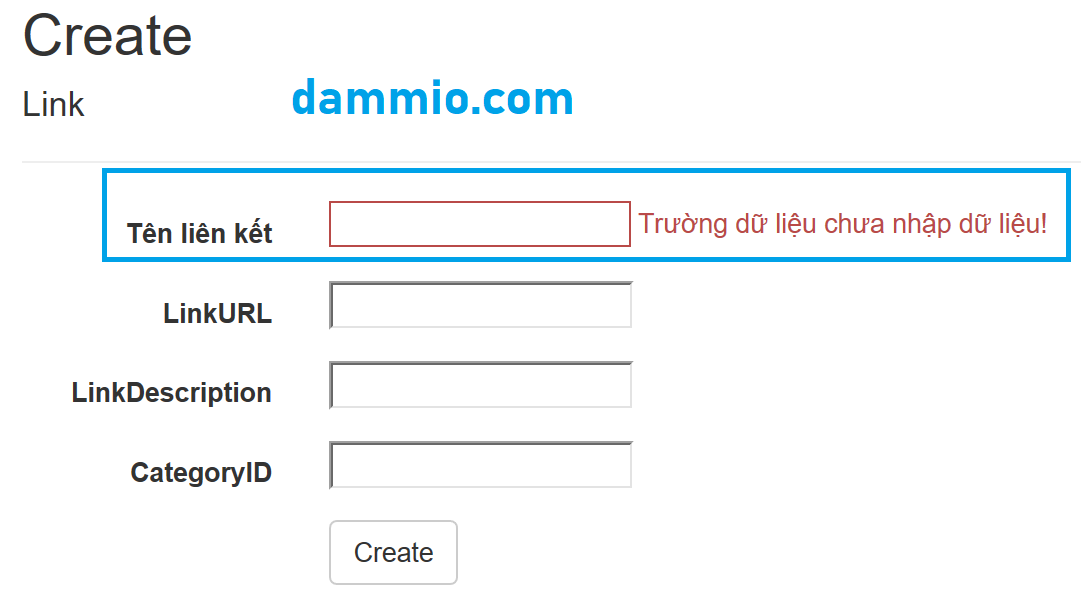 Create
Link
dammio.com
Tên liên kết
Trường dữ liệu chưa nhập dữ liệu!
LinkURL
LinkDescription
CategoryID
Create